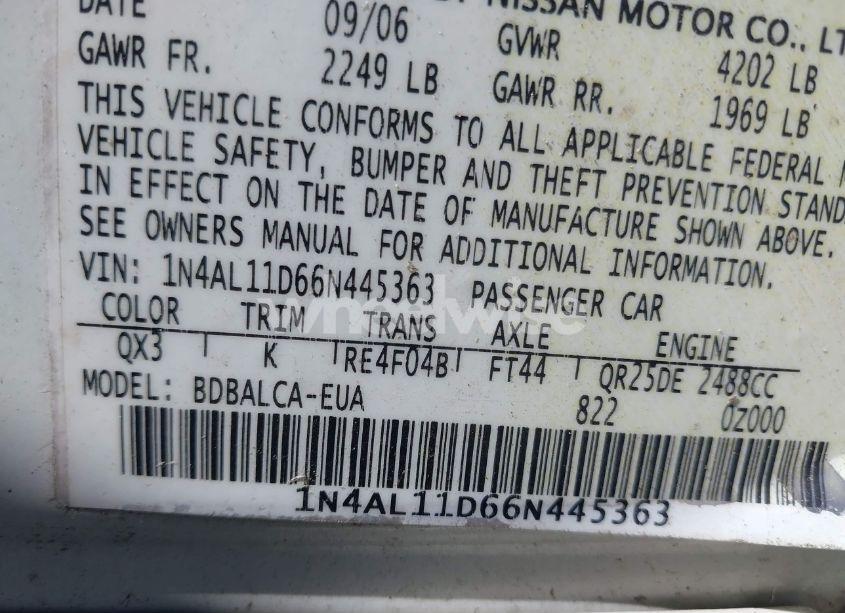 DATE 09/06 NISSAN MOTOR CO., LT
GAWR FR. 2249 LB GVWR 4202 LB
GAWR RR. 1969 LB
THIS VEHICLE CONFORMS TO ALL APPLICABLE FEDERAL
VEHICLE SAFETY, BUMPER AND THEFT PREVENTION STAND
IN EFFECT ON THE DATE OF MANUFACTURE SHOWN ABOVE.
SEE OWNERS MANUAL FOR ADDITIONAL INFORMATION.
VIN: 1N4AL11D66N445363 PASSENGER CAR
COLOR TRIM TRANS AXLE ENGINE
QX3 K RE4F04B FT44 QR25DE 2488CC
MODEL: BDBALCA-EUA 822 0Z000
1N4AL11D66N445363
wheelwise